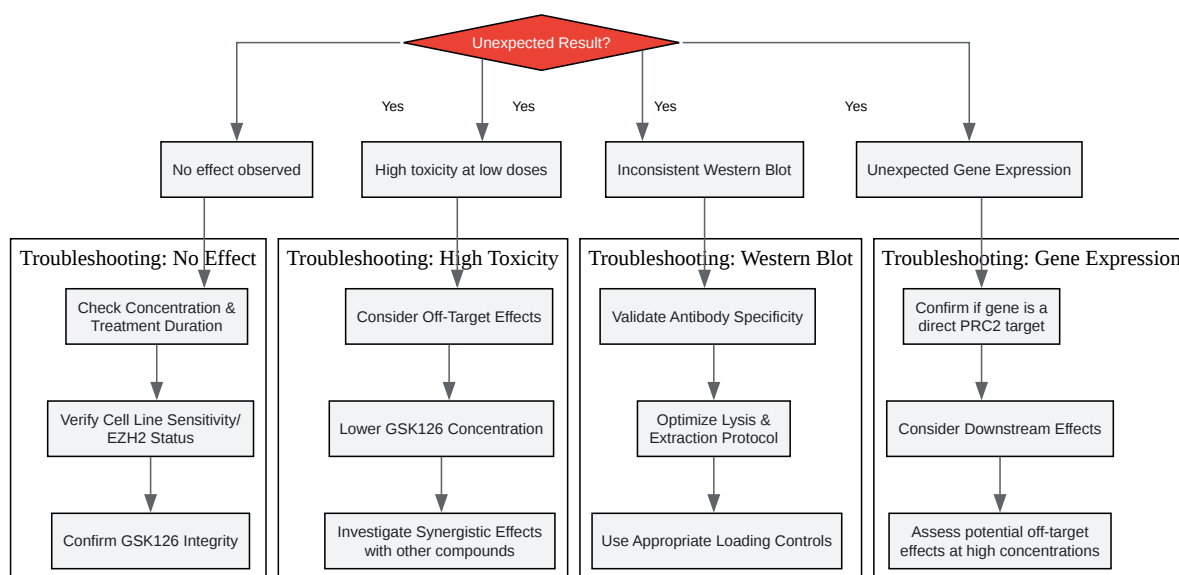 Unexpected Result?
Yes
Yes
Yes
Yes
No effect observed
High toxicity at low doses
Inconsistent Western Blot
Unexpected Gene Expression
Troubleshooting: No Effect
Check Concentration &
Treatment Duration
Verify Cell Line Sensitivity/
EZH2 Status
Confirm GSK126 Integrity
Troubleshooting: High Toxicity
Consider Off-Target Effects
Lower GSK126 Concentration
Investigate Synergistic Effects
with other compounds
Troubleshooting: Western Blot
Validate Antibody Specificity
Optimize Lysis &
Extraction Protocol
Use Appropriate Loading Controls
Troubleshooting: Gene Expression
Confirm if gene is a
direct PRC2 target
Consider Downstream Effects
Assess potential off-target
effects at high concentrations